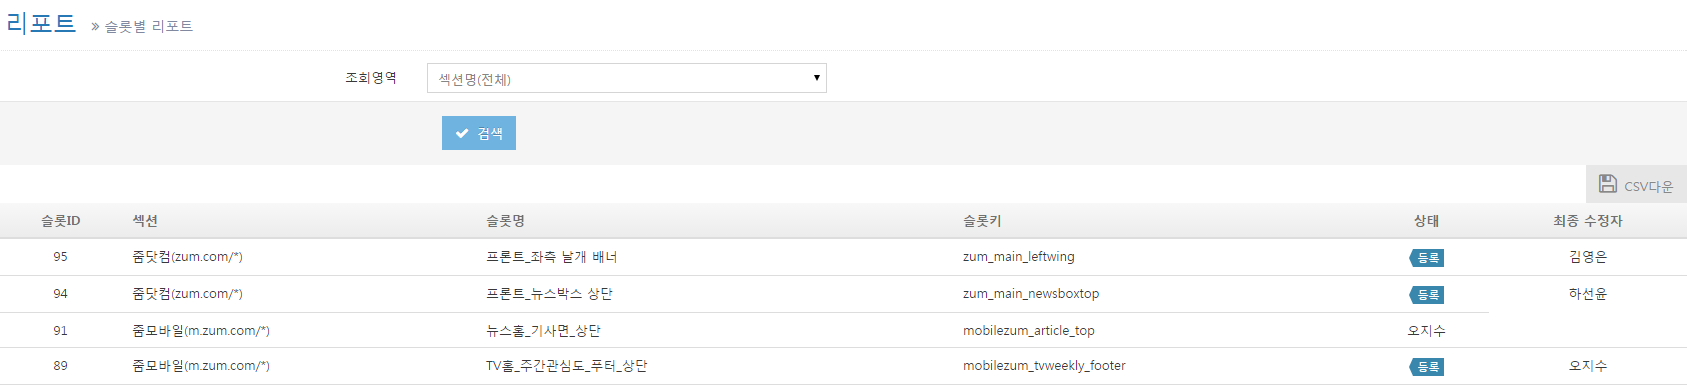 리포트 » 슬롯별 리포트
조회영역 섹션명(전체)
검색
CSV다운
슬롯ID 섹션 슬롯명 슬롯키 상태 최종 수정자
95 줌닷컴(zum.com/*) 프론트_좌측 날개 배너 zum_main_leftwing 등록 김영은
94 줌닷컴(zum.com/*) 프론트_뉴스박스 상단 zum_main_newsboxtop 등록 하선윤
91 줌모바일(m.zum.com/*) 뉴스홈_기사면_상단 mobilezum_article_top 오지수
89 줌모바일(m.zum.com/*) TV홈_주간관심도_푸터_상단 mobilezum_tvweekly_footer 등록 오지수